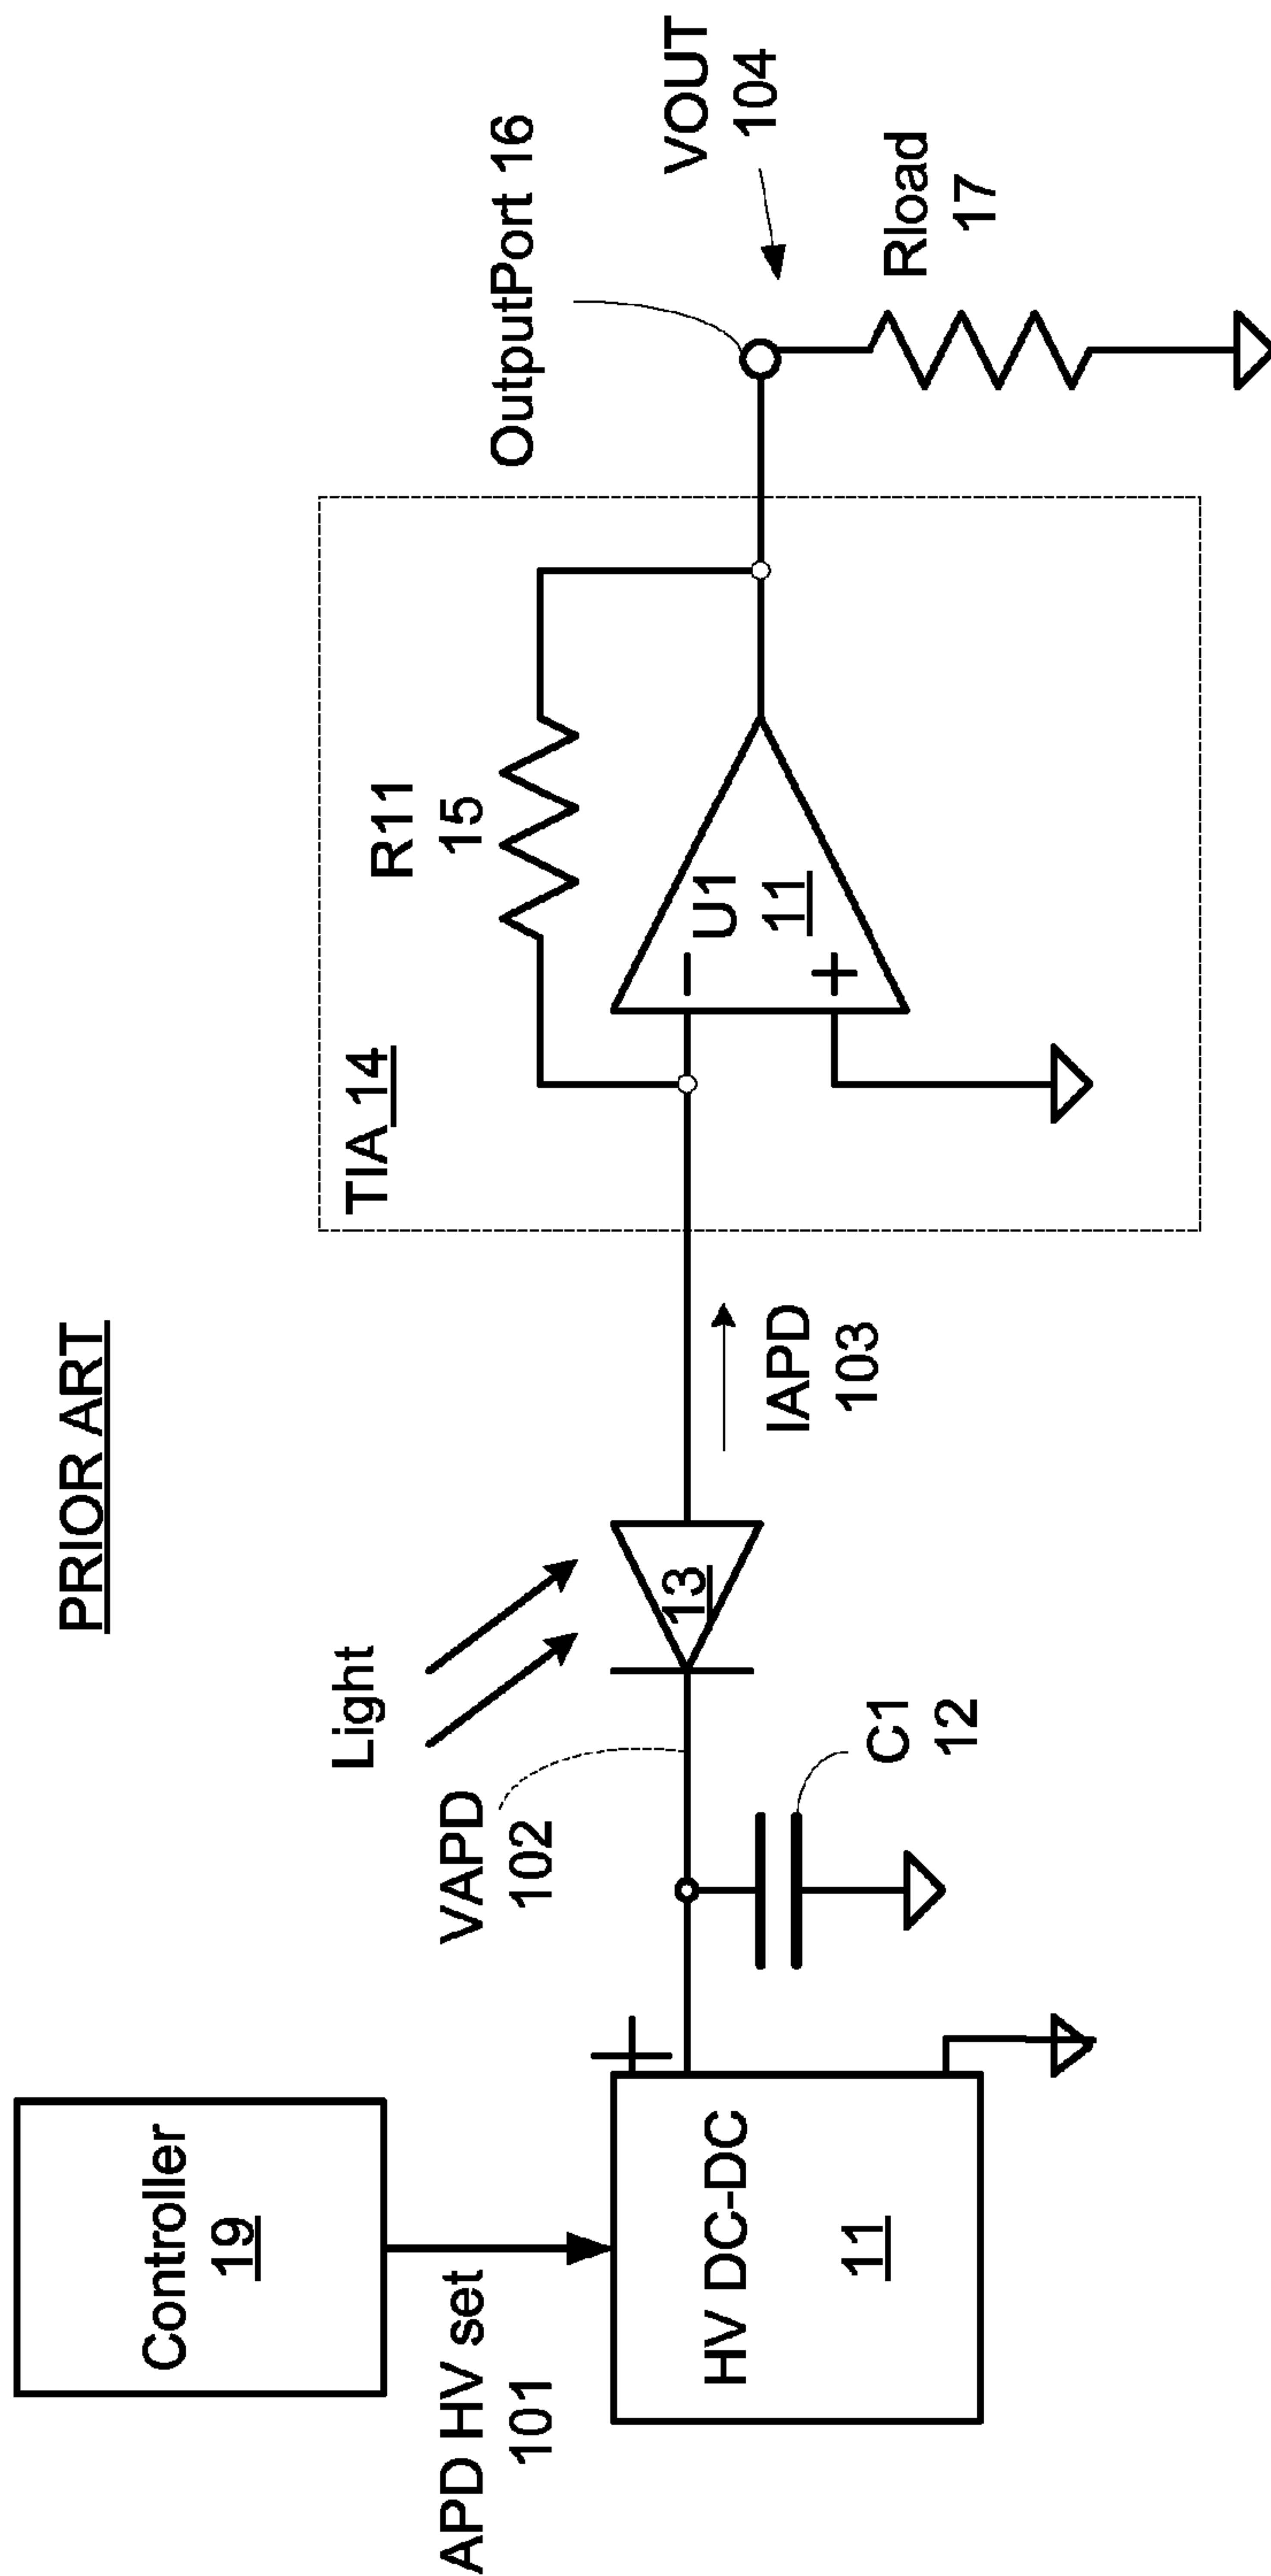 PRIOR ART
Controller
19
APD HV set
101
HV DC-DC
11
+
VAPD
102
C1
12
Light
13
IAPD
103
TIA 14
R11
15
−
U1
11
+
OutputPort 16
VOUT
104
Rload
17